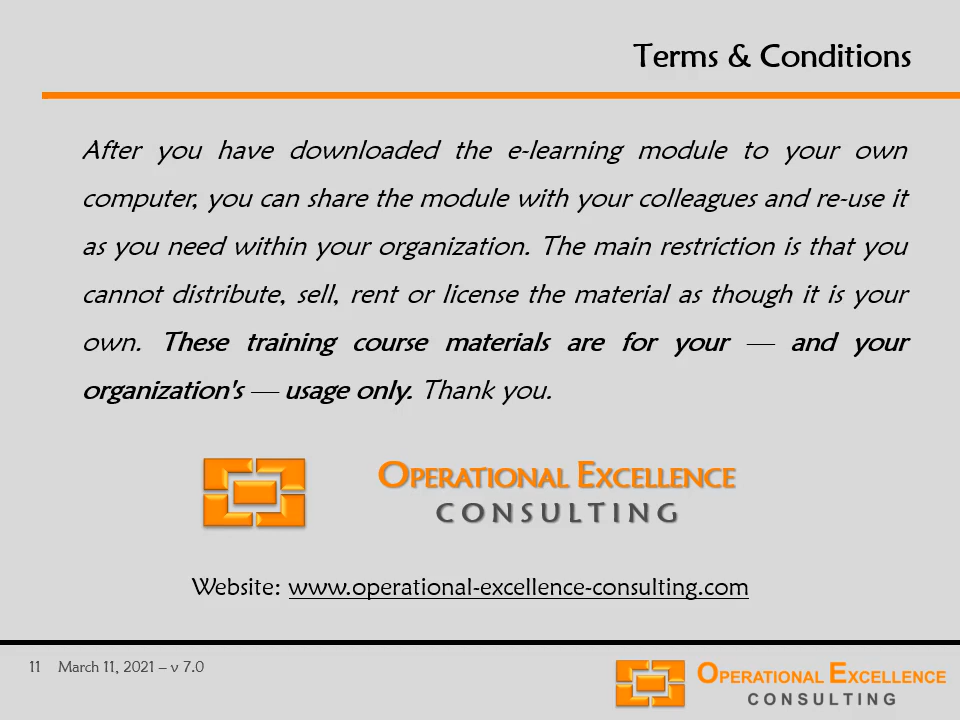 Terms & Conditions
After you have downloaded the e-learning module to your own
computer, you can share the module with your colleagues and re-use it
as you need within your organization. The main restriction is that you
cannot distribute, sell, rent or license the material as though it is your
own. These training course materials are for your — and your
organization's — usage only. Thank you.
OPERATIONAL EXCELLENCE
CONSULTING
Website: www.operational-excellence-consulting.com
11 March 11, 2021 – v 7.0
OPERATIONAL EXCELLENCE
CONSULTING